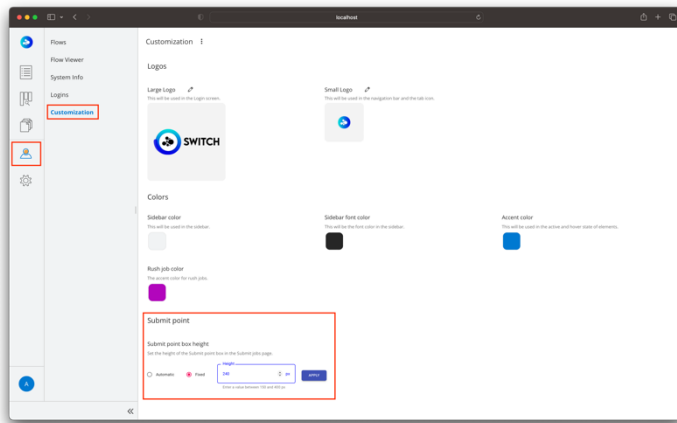 localhost
Flows
Flow Viewer
System Info
Logins
Customization
Customization
Logos
Large Logo
This will be used in the Login screen.
SWITCH
Small Logo
This will be used in the navigation bar and the tab icon.
Colors
Sidebar color
This will be used in the sidebar.
Sidebar font color
This will be the font color in the sidebar.
Accent color
This will be used in the active and hover state of elements.
Rush job color
The accent color for rush jobs.
Submit point
Submit point box height
Set the height of the Submit point box in the Submit jobs page.
Automatic
Fixed
Height
px
APPLY
A